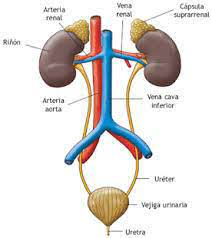 Arteria
renal
Vena
renal
Cápsula
suprarrenal
Riñón
Arteria
aorta
Vena cava
inferior
Uréter
Vejiga urinaria
Uretra